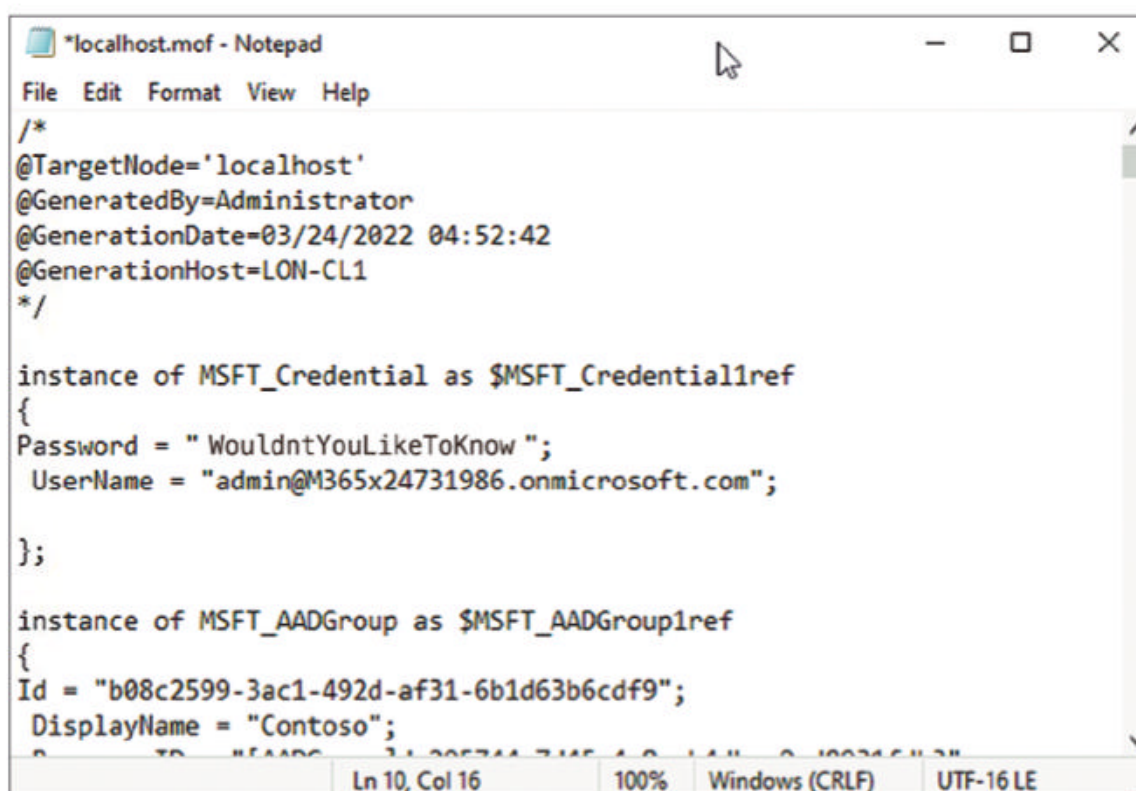 *localhost.mof - Notepad
File Edit Format View Help
/*
@TargetNode='localhost'
@GeneratedBy=Administrator
@GenerationDate=03/24/2022 04:52:42
@GenerationHost=LON-CL1
*/
instance of MSFT_Credential as $MSFT_Credential1ref
{
Password = " WouldntYouLikeToKnow ";
UserName = "admin@M365x24731986.onmicrosoft.com";
};
instance of MSFT_AADGroup as $MSFT_AADGroup1ref
{
Id = "b08c2599-3ac1-492d-af31-6b1d63b6cdf9";
DisplayName = "Contoso";
Ln 10, Col 16 100% Windows (CRLF) UTF-16 LE